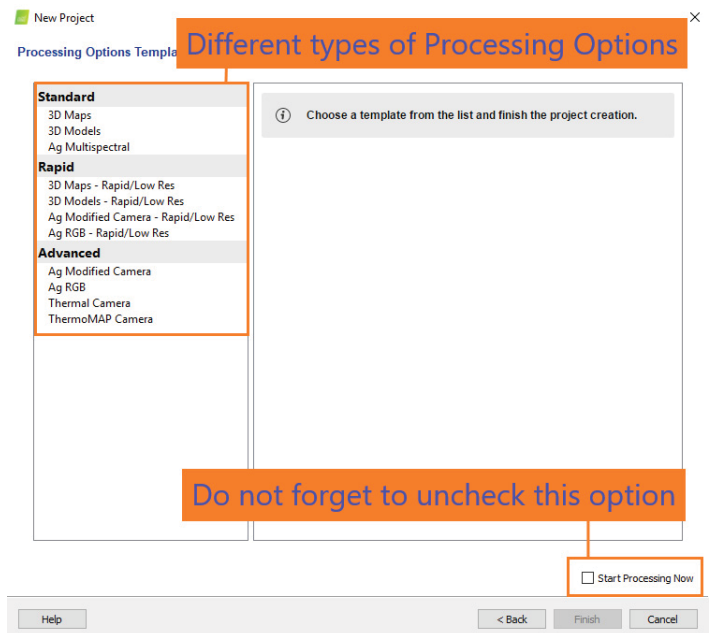 New Project
Processing Options Templa
Different types of Processing Options
Standard
3D Maps
3D Models
Ag Multispectral
Rapid
3D Maps - Rapid/Low Res
3D Models - Rapid/Low Res
Ag Modified Camera - Rapid/Low Res
Ag RGB - Rapid/Low Res
Advanced
Ag Modified Camera
Ag RGB
Thermal Camera
ThermoMAP Camera
Choose a template from the list and finish the project creation.
Do not forget to uncheck this option
Start Processing Now
Help
< Back
Finish
Cancel